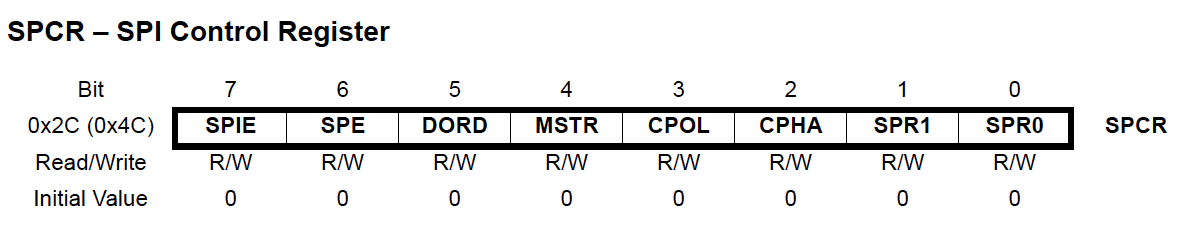 SPCR – SPI Control Register
Bit 7 6 5 4 3 2 1 0
0x2C (0x4C) SPIE SPE DORD MSTR CPOL CPHA SPR1 SPR0 SPCR
Read/Write R/W R/W R/W R/W R/W R/W R/W R/W
Initial Value 0 0 0 0 0 0 0 0